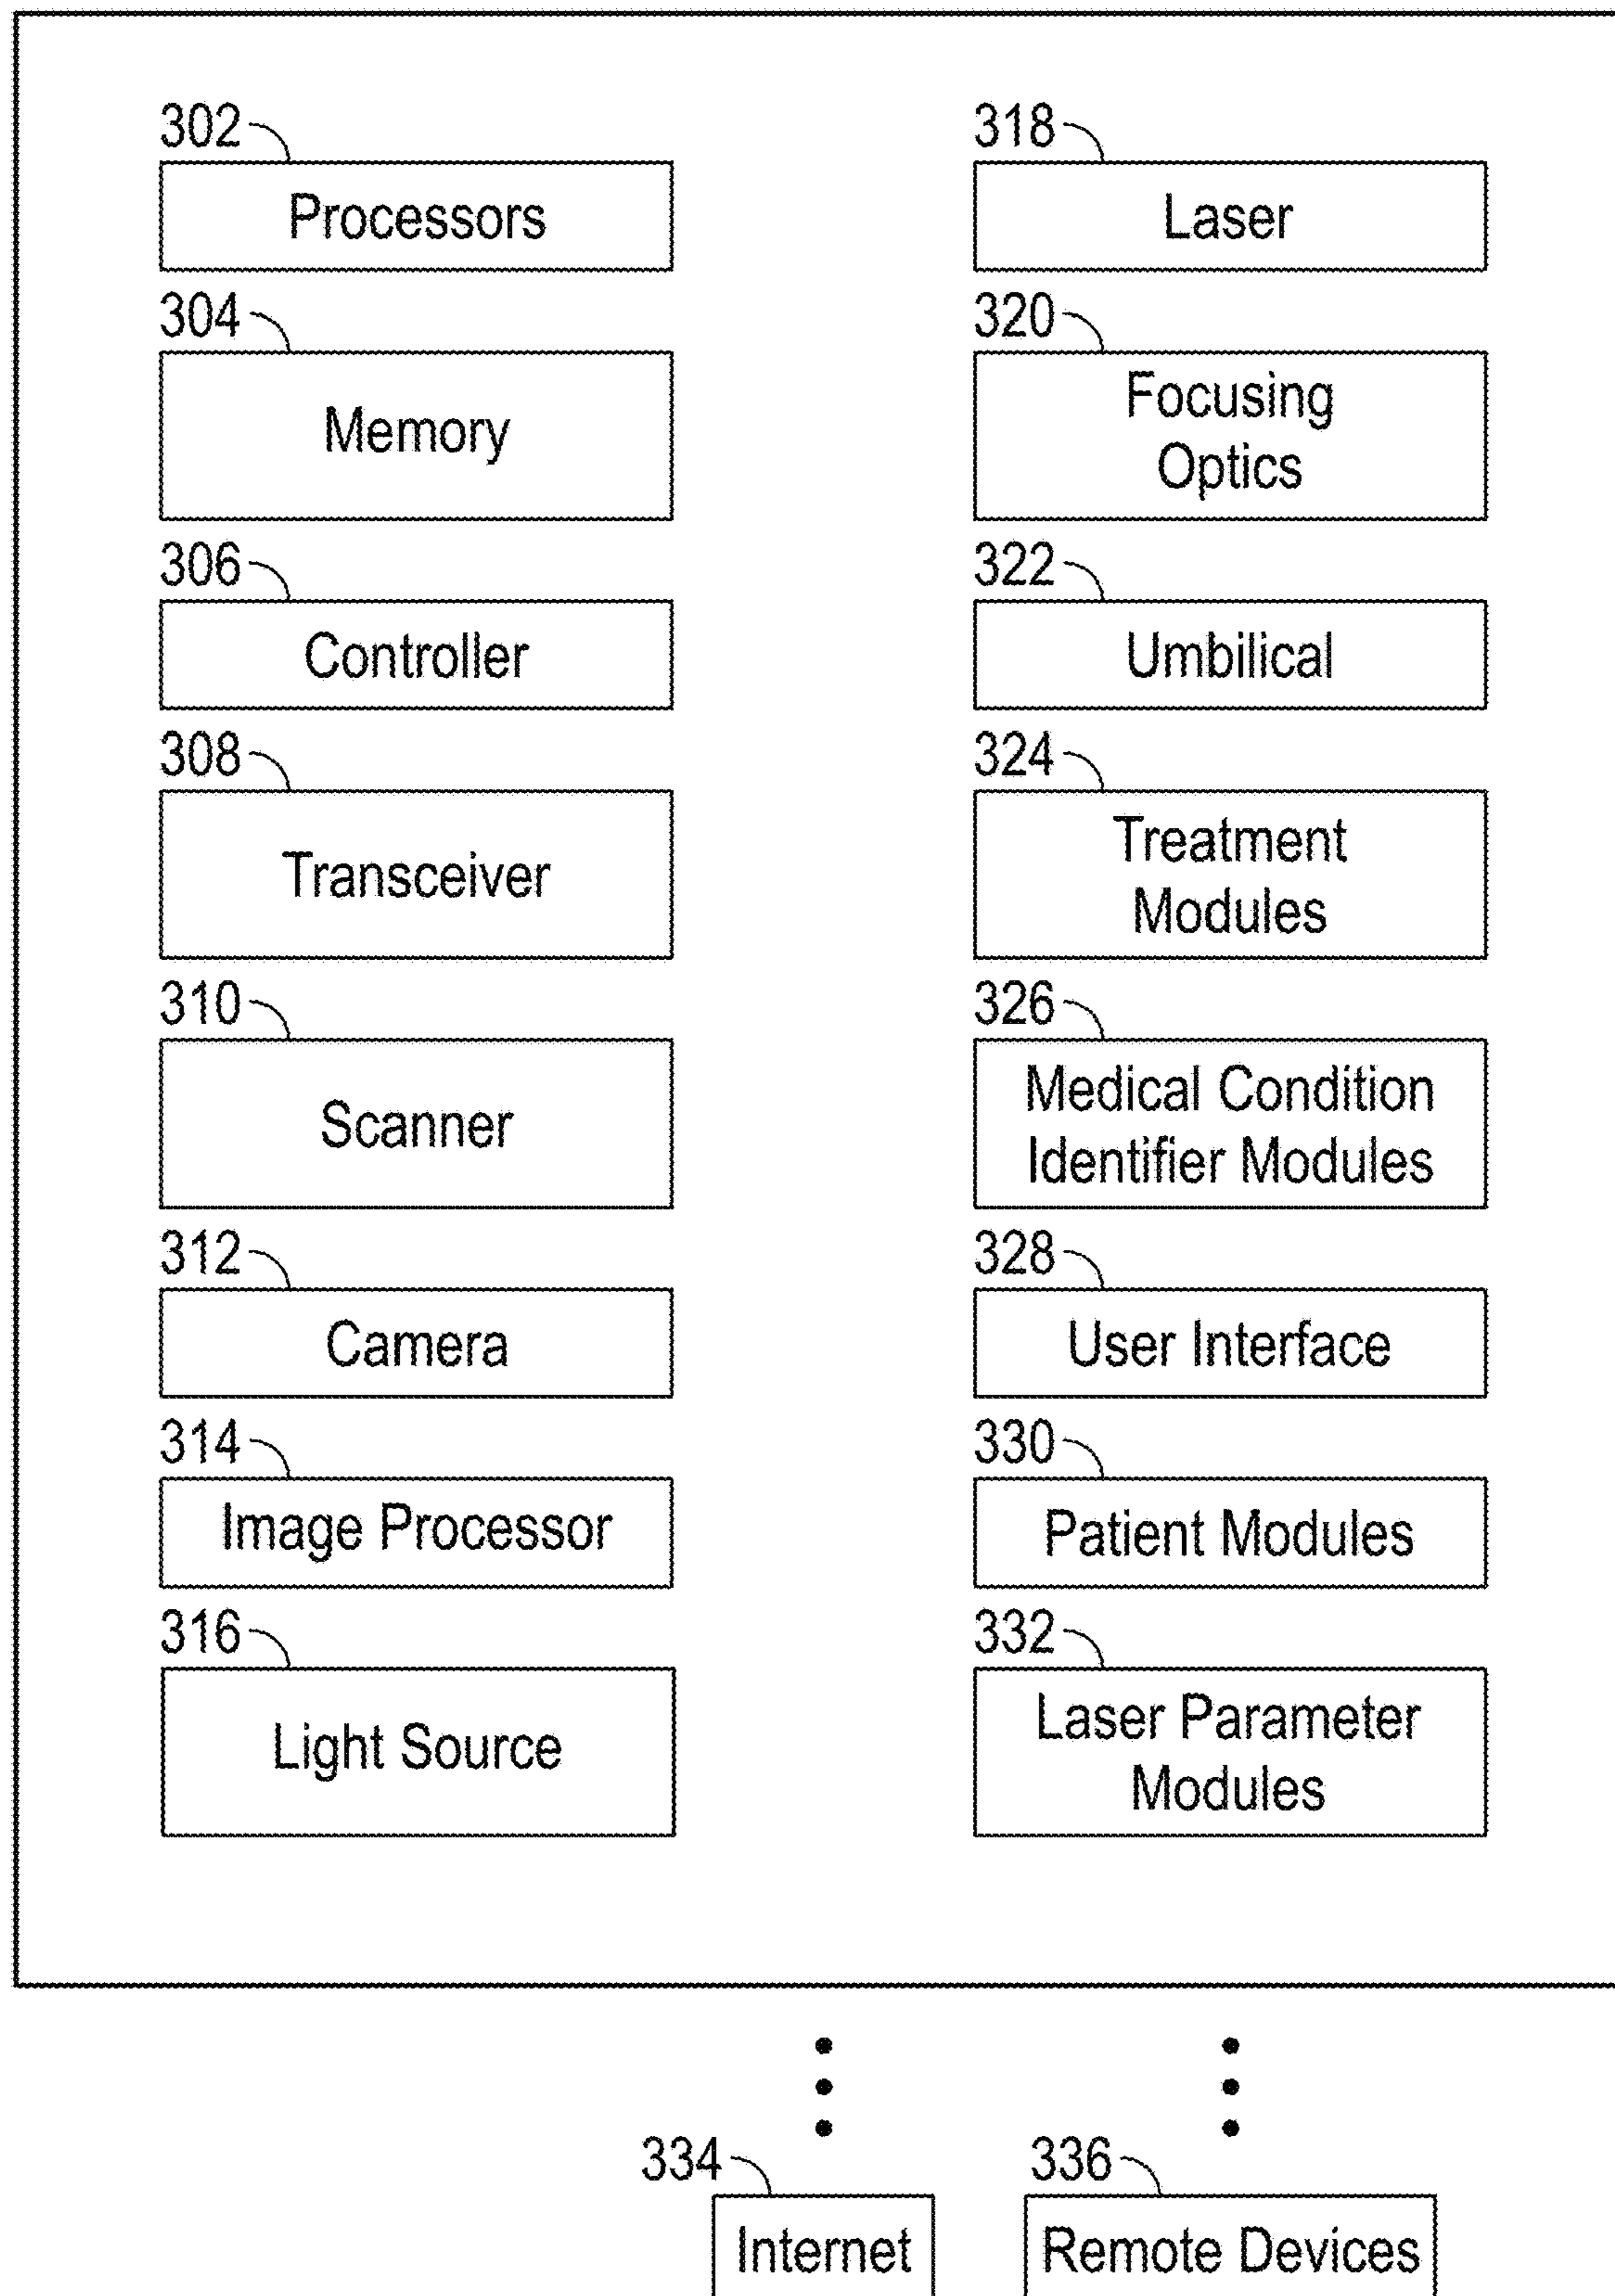 302
Processors
304
Memory
306
Controller
308
Transceiver
310
Scanner
312
Camera
314
Image Processor
316
Light Source
318
Laser
320
Focusing
Optics
322
Umbilical
324
Treatment
Modules
326
Medical Condition
Identifier Modules
328
User Interface
330
Patient Modules
332
Laser Parameter
Modules
334
Internet
336
Remote Devices